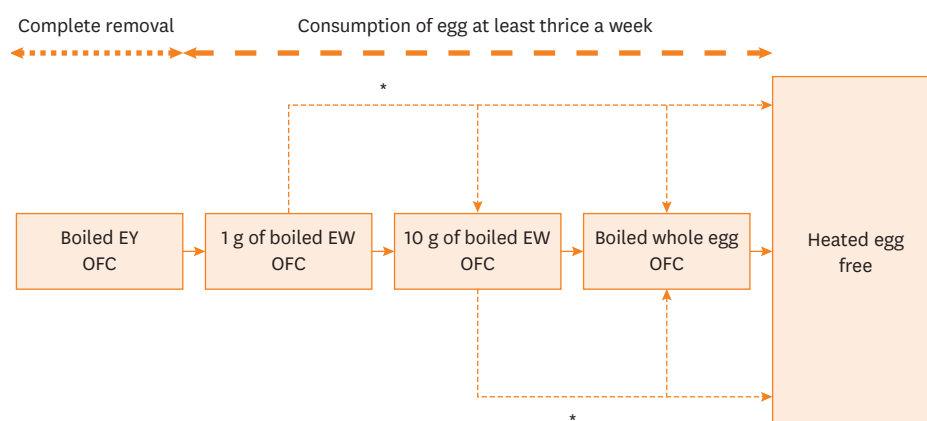 Complete removal
Consumption of egg at least thrice a week
*
Boiled EY
OFC
1 g of boiled EW
OFC
10 g of boiled EW
OFC
Boiled whole egg
OFC
Heated egg
free
*